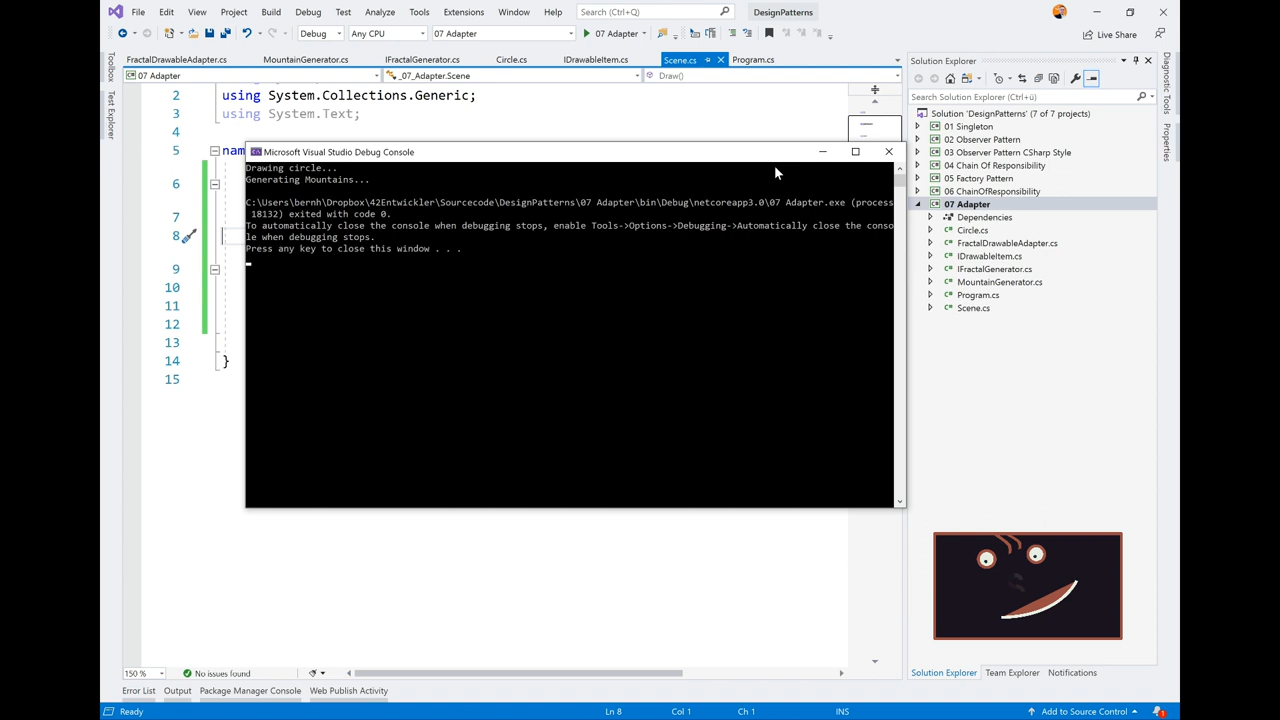 File Edit View Project Build Debug Test Analyze Tools Extensions Window Help Search (Ctrl+Q) DesignPatterns
Debug Any CPU 07 Adapter 07 Adapter Live Share
FractalDrawableAdapter.cs MountainGenerator.cs IFractalGenerator.cs Circle.cs IDrawableItem.cs Scene.cs Program.cs
07 Adapter _07_Adapter.Scene Draw()
Toolbox
Test Explorer
2 using System.Collections.Generic;
3 using System.Text;
4
5 nam
6
7
8
9
10
11
12
13
14 }
15
Microsoft Visual Studio Debug Console
Drawing circle...
Generating Mountains...
C:\Users\bernh\Dropbox\42Entwickler\Sourcecode\DesignPatterns\07 Adapter\bin\Debug\netcoreapp3.0\07 Adapter.exe (process
18132) exited with code 0.
To automatically close the console when debugging stops, enable Tools->Options->Debugging->Automatically close the conso
le when debugging stops.
Press any key to close this window . . .
Solution Explorer
Search Solution Explorer (Ctrl+ü)
Solution 'DesignPatterns' (7 of 7 projects)
01 Singleton
02 Observer Pattern
03 Observer Pattern CSharp Style
04 Chain Of Responsibility
05 Factory Pattern
06 ChainOfResponsibility
07 Adapter
Dependencies
C# Circle.cs
C# FractalDrawableAdapter.cs
C# IDrawableItem.cs
C# IFractalGenerator.cs
C# MountainGenerator.cs
C# Program.cs
C# Scene.cs
Diagnostic Tools
Properties
150 % No issues found
Solution Explorer Team Explorer Notifications
Error List Output Package Manager Console Web Publish Activity
Ready Ln 8 Col 1 Ch 1 INS Add to Source Control 1